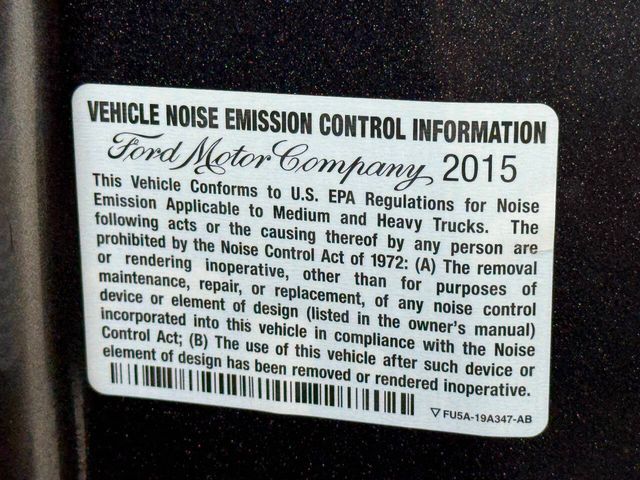 VEHICLE NOISE EMISSION CONTROL INFORMATION
Ford Motor Company 2015
This Vehicle Conforms to U.S. EPA Regulations for Noise
Emission Applicable to Medium and Heavy Trucks. The
following acts or the causing thereof by any person are
prohibited by the Noise Control Act of 1972: (A) The removal
or rendering inoperative, other than for purposes of
maintenance, repair, or replacement, of any noise control
device or element of design (listed in the owner's manual)
incorporated into this vehicle in compliance with the Noise
Control Act; (B) The use of this vehicle after such device or
element of design has been removed or rendered inoperative.
▽ FU5A-19A347-AB